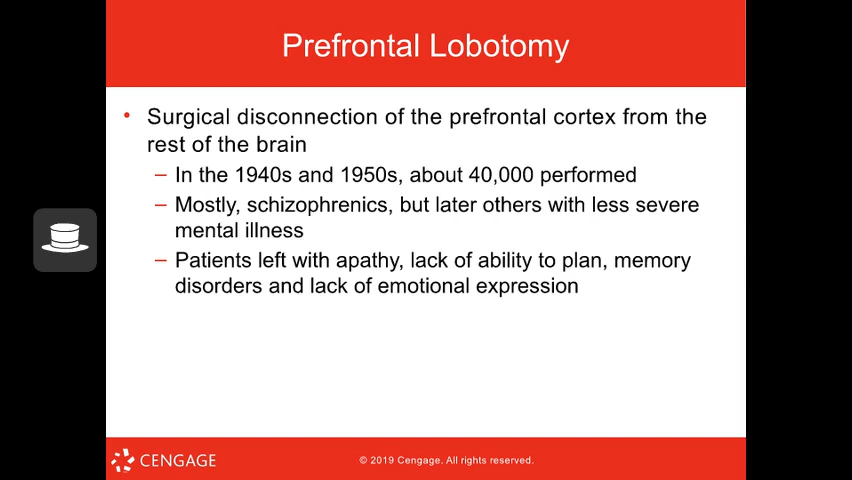 Prefrontal Lobotomy
• Surgical disconnection of the prefrontal cortex from the
rest of the brain
– In the 1940s and 1950s, about 40,000 performed
– Mostly, schizophrenics, but later others with less severe
mental illness
– Patients left with apathy, lack of ability to plan, memory
disorders and lack of emotional expression
CENGAGE
© 2019 Cengage. All rights reserved.